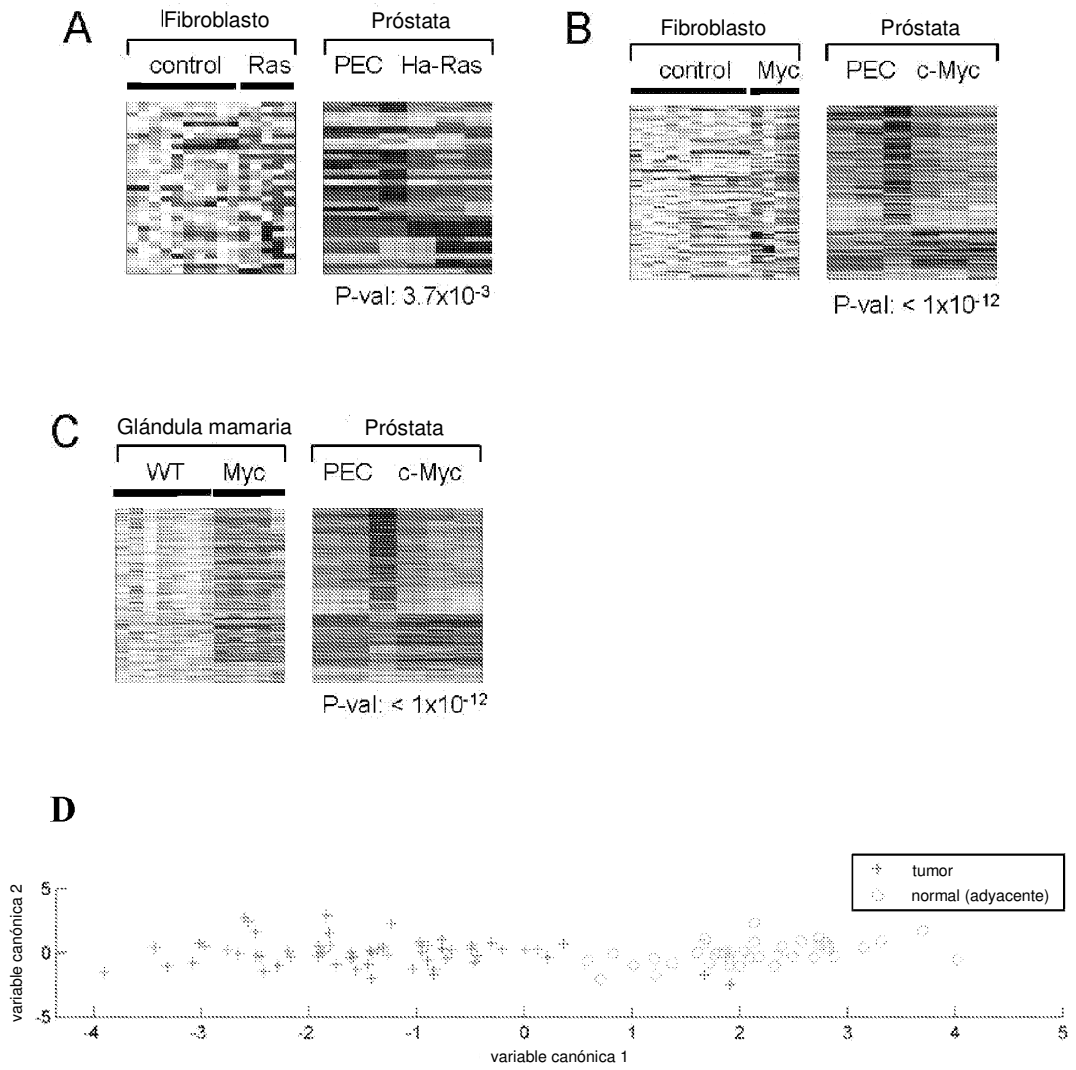 A
Fibroblasto
Próstata
control
Ras
PEC
Ha-Ras
P-val: 3.7x10-3
B
Fibroblasto
Próstata
control
Myc
PEC
c-Myc
P-val: < 1x10-12
C
Glándula mamaria
Próstata
WT
Myc
PEC
c-Myc
P-val: < 1x10-12
D
tumor
normal (adyacente)
variable canónica 2
5
0
-5
-4
-3
-2
-1
0
1
2
3
4
5
variable canónica 1